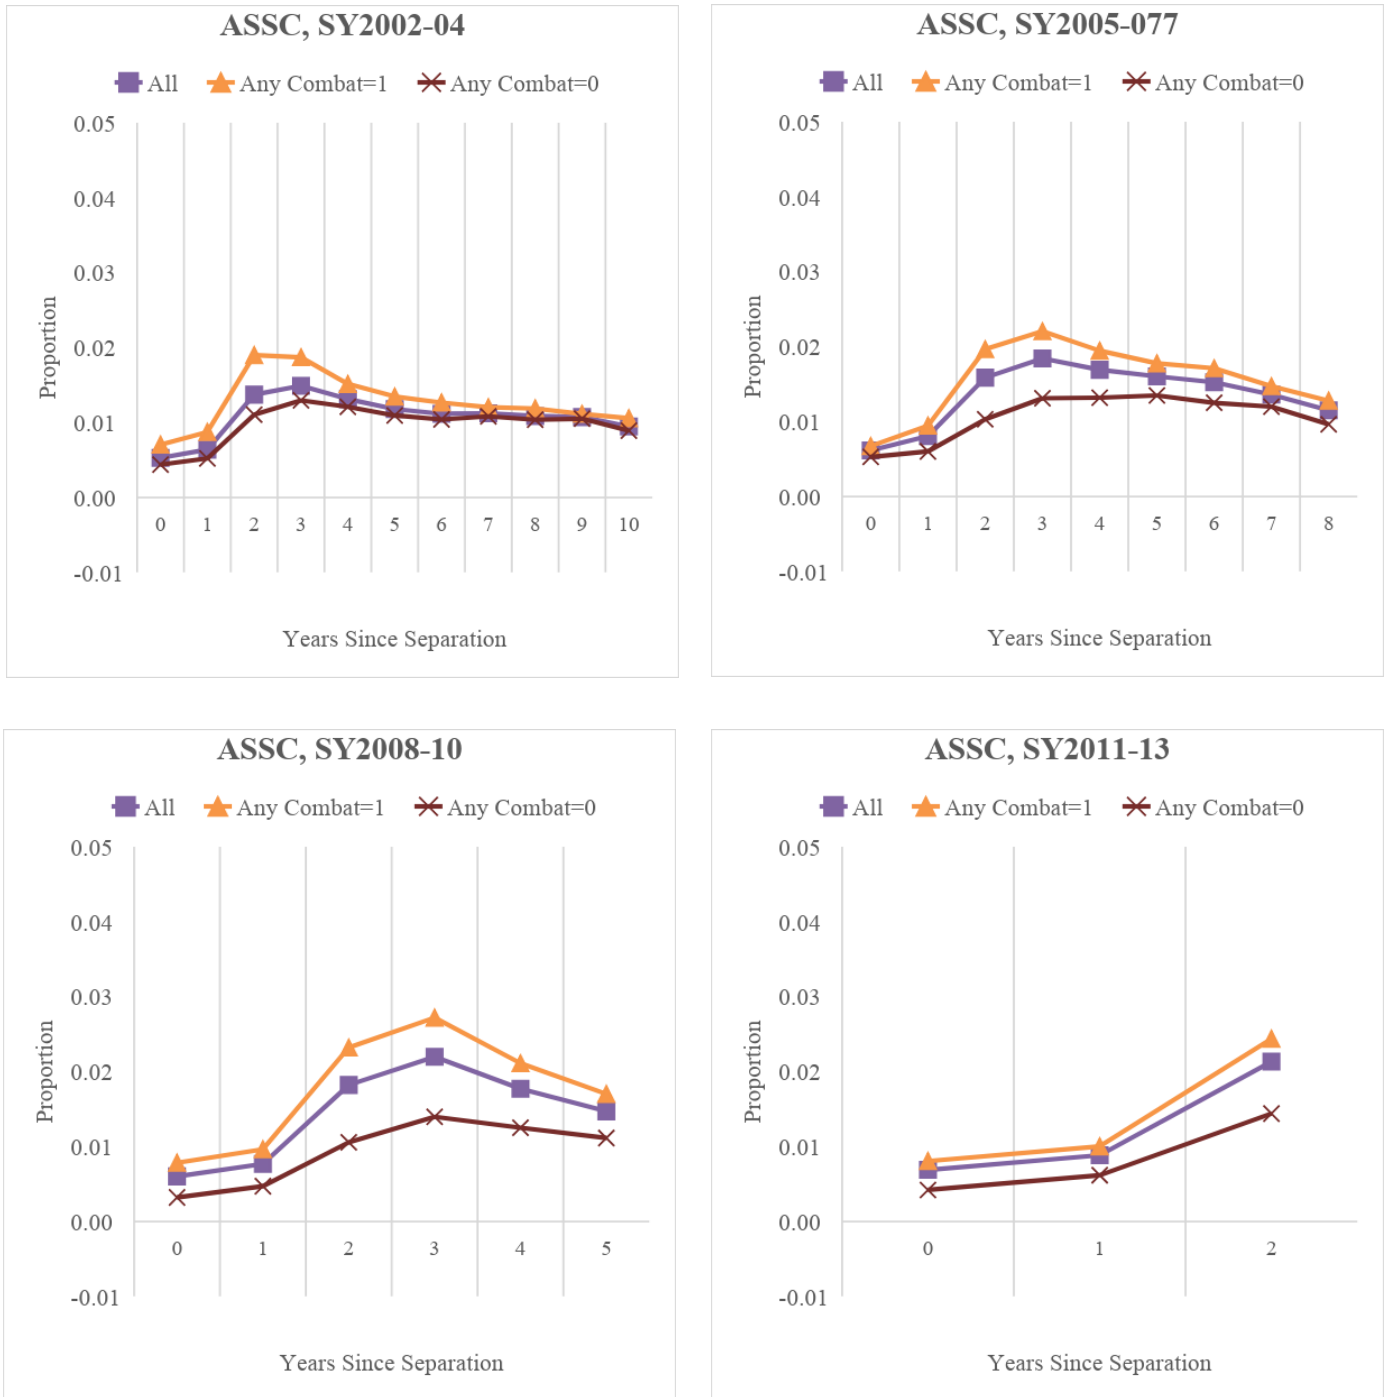 ASSC, SY2002-04
All Any Combat=1 Any Combat=0
0.05
0.04
0.03
0.02
0.01
0.00
-0.01
Proportion
0 1 2 3 4 5 6 7 8 9 10
Years Since Separation
ASSC, SY2005-077
All Any Combat=1 Any Combat=0
0.05
0.04
0.03
0.02
0.01
0.00
-0.01
Proportion
0 1 2 3 4 5 6 7 8
Years Since Separation
ASSC, SY2008-10
All Any Combat=1 Any Combat=0
0.05
0.04
0.03
0.02
0.01
0.00
-0.01
Proportion
0 1 2 3 4 5
Years Since Separation
ASSC, SY2011-13
All Any Combat=1 Any Combat=0
0.05
0.04
0.03
0.02
0.01
0.00
-0.01
Proportion
0 1 2
Years Since Separation